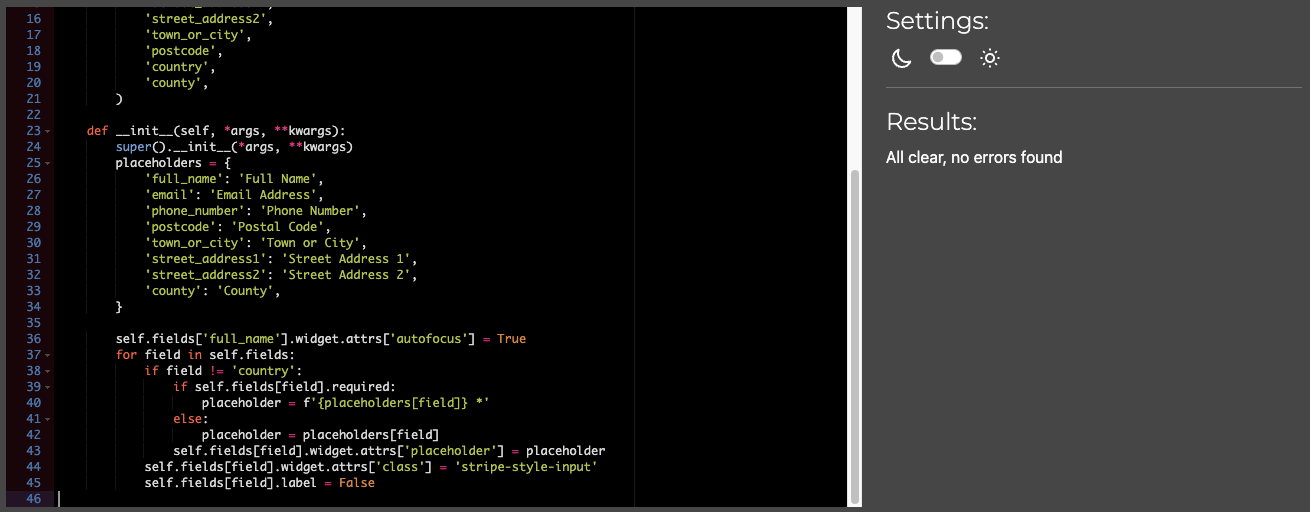 16             'street_address2',
17             'town_or_city',
18             'postcode',
19             'country',
20             'county',
21         )
22
23     def __init__(self, *args, **kwargs):
24         super().__init__(*args, **kwargs)
25         placeholders = {
26             'full_name': 'Full Name',
27             'email': 'Email Address',
28             'phone_number': 'Phone Number',
29             'postcode': 'Postal Code',
30             'town_or_city': 'Town or City',
31             'street_address1': 'Street Address 1',
32             'street_address2': 'Street Address 2',
33             'county': 'County',
34         }
35
36         self.fields['full_name'].widget.attrs['autofocus'] = True
37         for field in self.fields:
38             if field != 'country':
39                 if self.fields[field].required:
40                     placeholder = f'{placeholders[field]} *'
41                 else:
42                     placeholder = placeholders[field]
43                 self.fields[field].widget.attrs['placeholder'] = placeholder
44             self.fields[field].widget.attrs['class'] = 'stripe-style-input'
45             self.fields[field].label = False
46
Settings:
Results:
All clear, no errors found